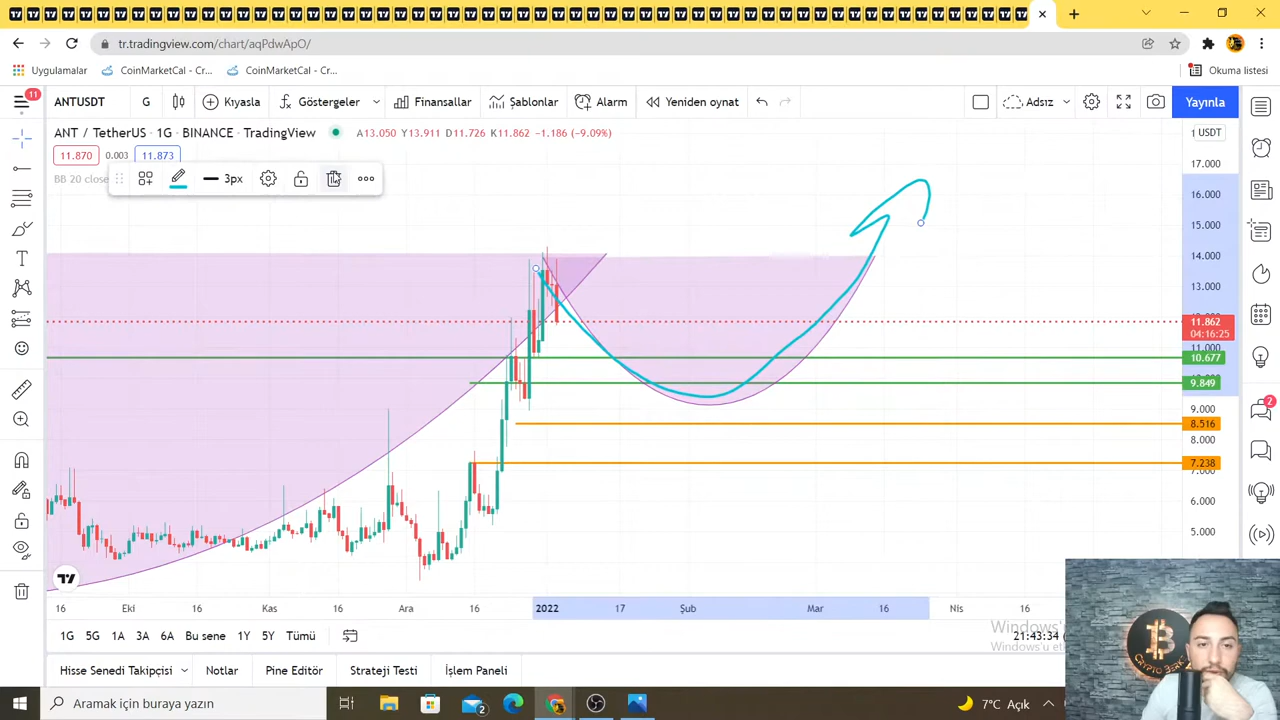 tr.tradingview.com/chart/aqPdwApO/
Uygulamalar
CoinMarketCal - Cr...
CoinMarketCal - Cr...
Okuma listesi
11
ANTUSDT
G
Kıyasla
Göstergeler
Finansallar
Şablonlar
Alarm
Yeniden oynat
Adsız
Yayınla
ANT / TetherUS · 1G · BINANCE · TradingView
A13.050 Y13.911 D11.726 K11.862 −1.186 (−9.09%)
USDT
11.870
0.003
11.873
BB 20 close
3px
17.000
16.000
15.000
14.000
13.000
11.862
04:16:25
11.000
10.677
9.849
9.000
8.516
8.000
7.238
7.000
6.000
5.000
2
16
Eki
16
Kas
16
Ara
16
2022
17
Şub
Mar
16
Nis
16
1G
5G
1A
3A
6A
Bu sene
1Y
5Y
Tümü
21:43:34
Hisse Senedi Takipçisi
Notlar
Pine Editör
Strateji Testi
İşlem Paneli
Aramak için buraya yazın
2
7°C Açık